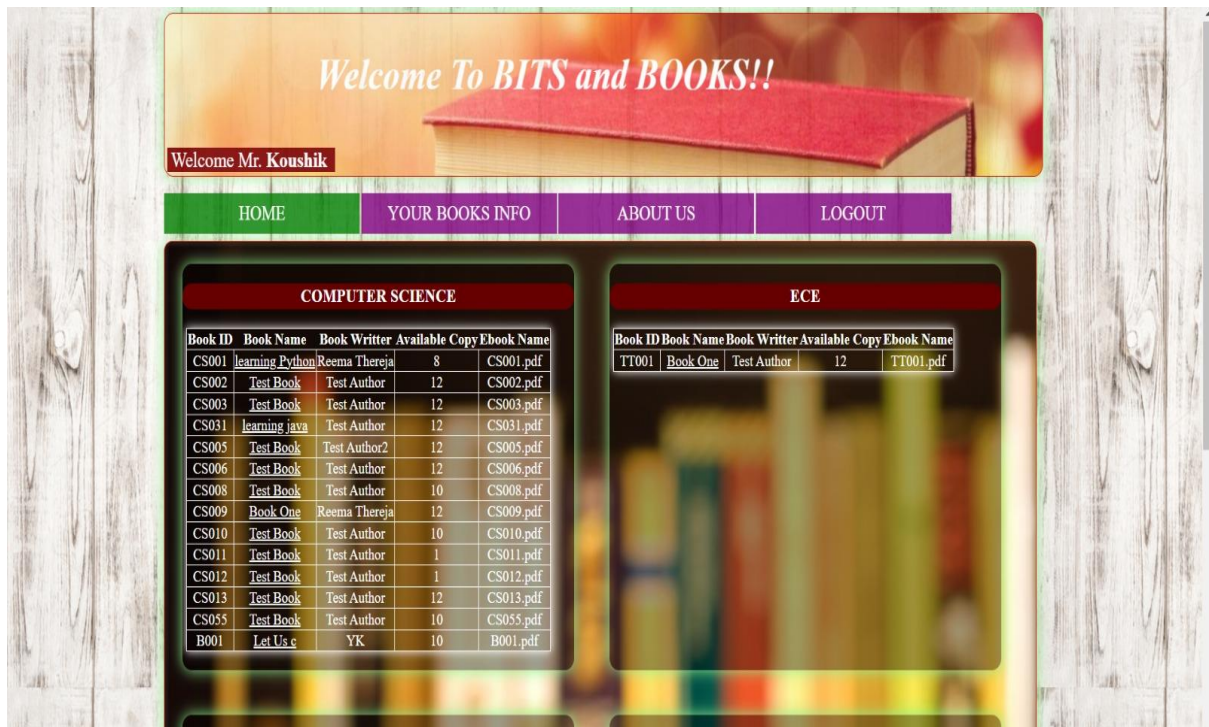 Welcome To BITS and BOOKS!!
Welcome Mr. Koushik
HOME YOUR BOOKS INFO ABOUT US LOGOUT
COMPUTER SCIENCE
Book ID Book Name Book Writter Available Copy Ebook Name
CS001 learning Python Reema Thereja 8 CS001.pdf
CS002 Test Book Test Author 12 CS002.pdf
CS003 Test Book Test Author 12 CS003.pdf
CS031 learning java Test Author 12 CS031.pdf
CS005 Test Book Test Author2 12 CS005.pdf
CS006 Test Book Test Author 12 CS006.pdf
CS008 Test Book Test Author 10 CS008.pdf
CS009 Book One Reema Thereja 12 CS009.pdf
CS010 Test Book Test Author 10 CS010.pdf
CS011 Test Book Test Author 1 CS011.pdf
CS012 Test Book Test Author 1 CS012.pdf
CS013 Test Book Test Author 12 CS013.pdf
CS055 Test Book Test Author 10 CS055.pdf
B001 Let Us c YK 10 B001.pdf
ECE
Book ID Book Name Book Writter Available Copy Ebook Name
TT001 Book One Test Author 12 TT001.pdf